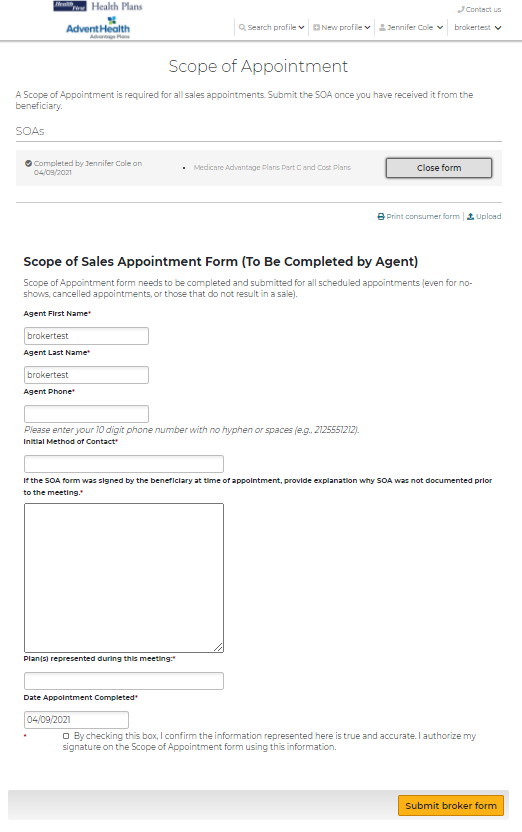 Health First Health Plans
AdventHealth
Advantage Plans
Contact us
Search profile
New profile
Jennifer Cole
brokertest
Scope of Appointment
A Scope of Appointment is required for all sales appointments. Submit the SOA once you have received it from the
beneficiary.
SOAs
Completed by Jennifer Cole on
04/09/2021
• Medicare Advantage Plans Part C and Cost Plans
Close form
Print consumer form | Upload
Scope of Sales Appointment Form (To Be Completed by Agent)
Scope of Appointment form needs to be completed and submitted for all scheduled appointments (even for no-
shows, cancelled appointments, or those that do not result in a sale).
Agent First Name*
brokertest
Agent Last Name*
brokertest
Agent Phone*
Please enter your 10 digit phone number with no hyphen or spaces (e.g., 2125551212).
Initial Method of Contact*
If the SOA form was signed by the beneficiary at time of appointment, provide explanation why SOA was not documented prior
to the meeting.*
Plan(s) represented during this meeting:*
Date Appointment Completed*
04/09/2021
* By checking this box, I confirm the information represented here is true and accurate. I authorize my
signature on the Scope of Appointment form using this information.
Submit broker form